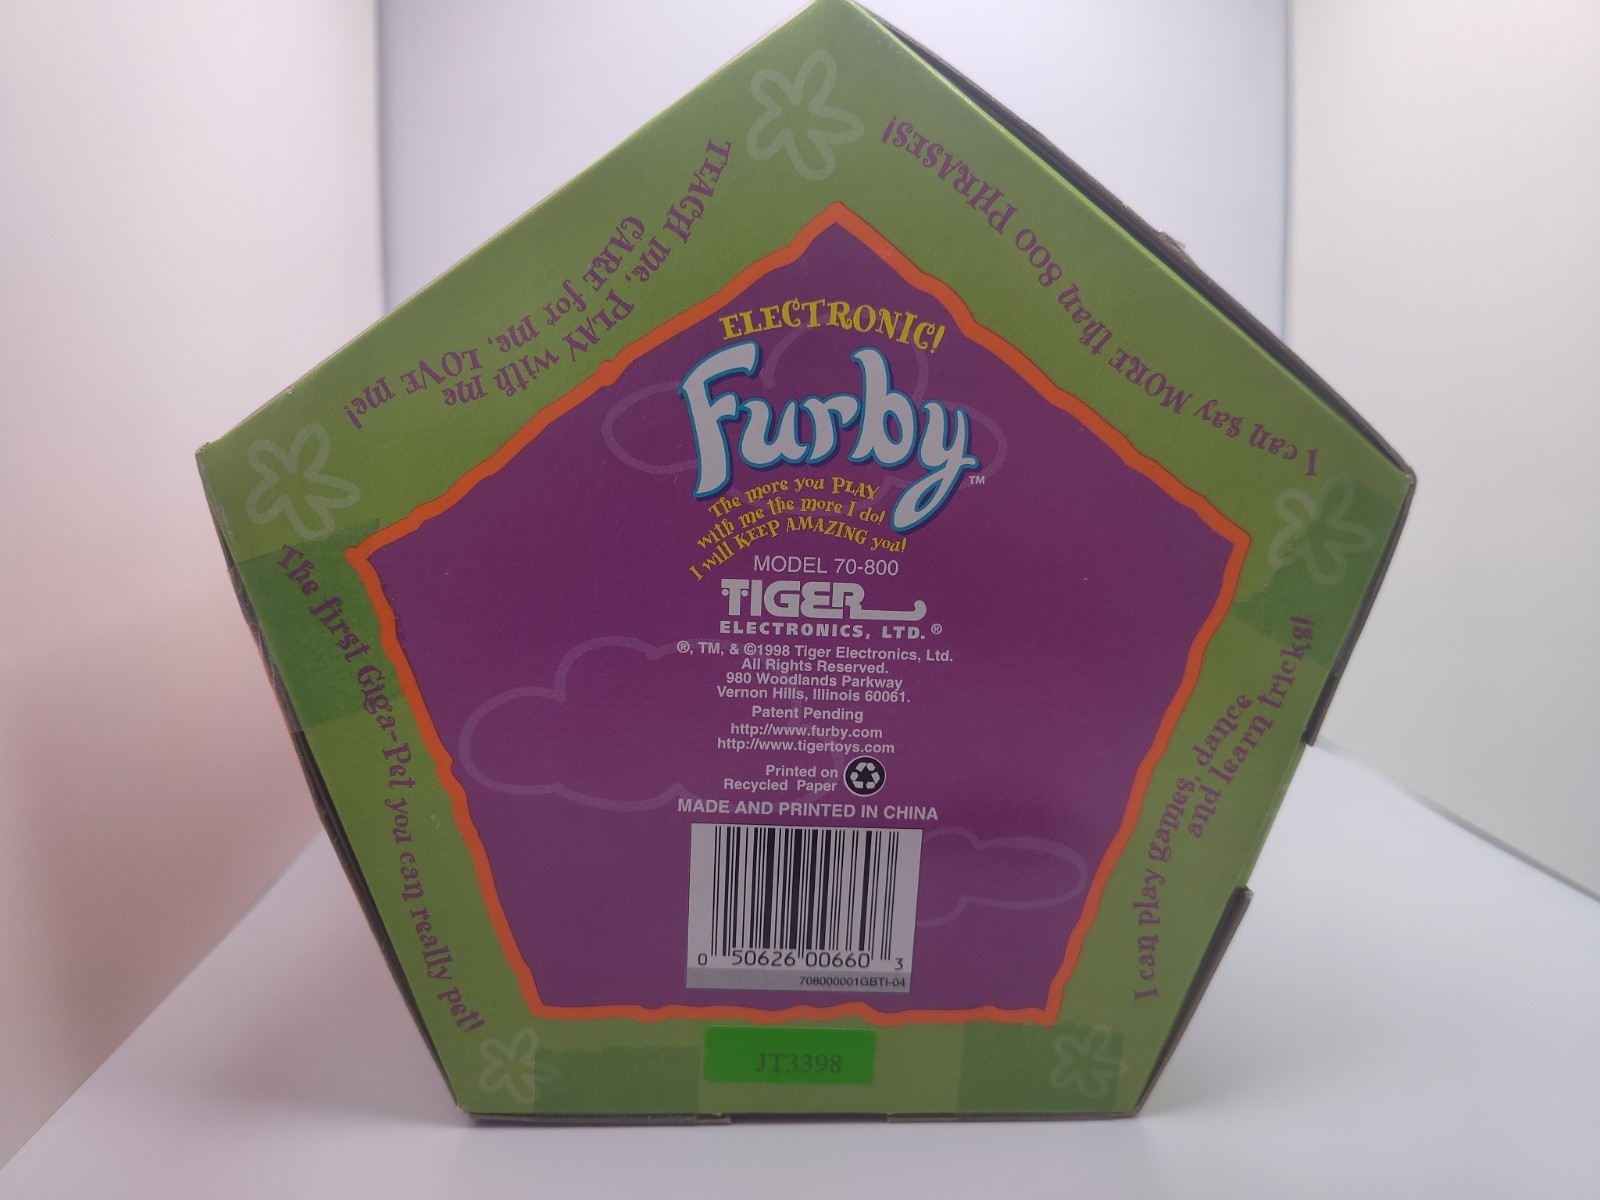 TEACH me, PLAY with me
CARE for me, LOVE me!
I can say MORE than 800 PHRASES!
The first Giga-Pet you can really pet!
I can play games, dance
and learn tricks!
ELECTRONIC!
Furby™
The more you PLAY
with me the more I do!
I will KEEP AMAZING you!
MODEL 70-800
TIGER
ELECTRONICS, LTD.®
®, TM, & ©1998 Tiger Electronics, Ltd.
All Rights Reserved.
980 Woodlands Parkway
Vernon Hills, Illinois 60061.
Patent Pending
http://www.furby.com
http://www.tigertoys.com
Printed on
Recycled Paper
MADE AND PRINTED IN CHINA
0 50626 00660 3
708000001GBTI-04
JT3398